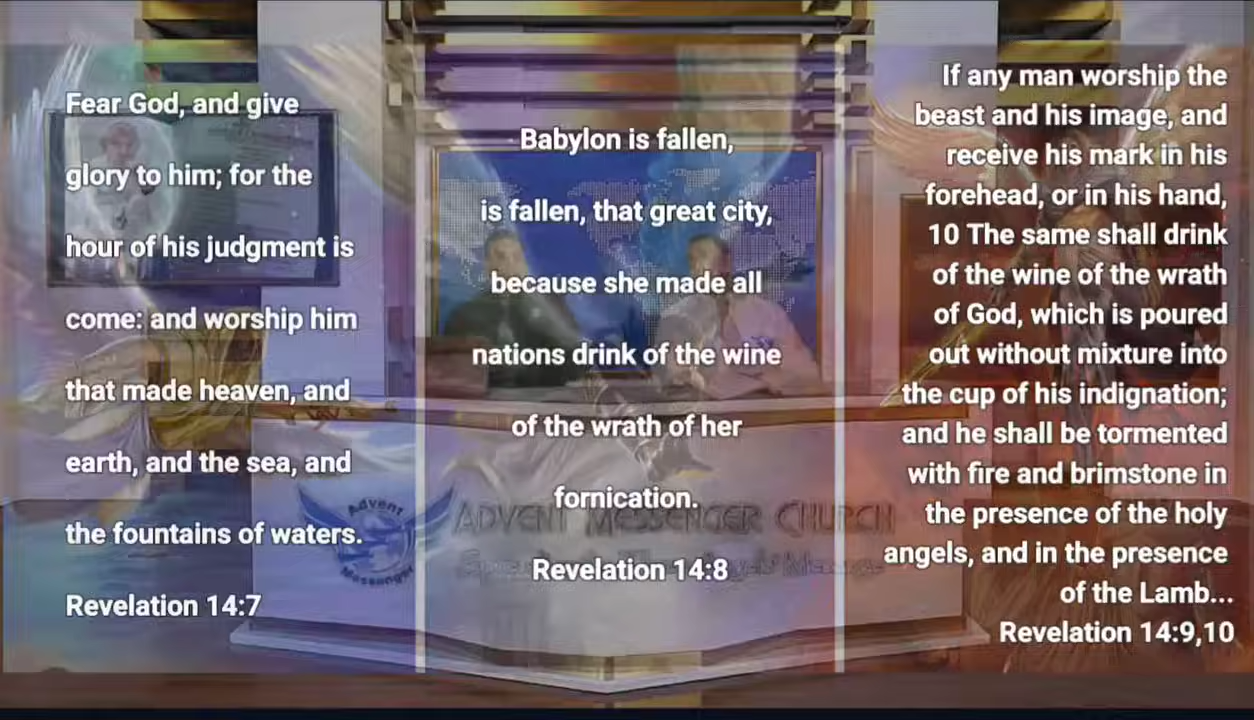 Fear God, and give
glory to him; for the
hour of his judgment is
come: and worship him
that made heaven, and
earth, and the sea, and
the fountains of waters.
Revelation 14:7
Babylon is fallen,
is fallen, that great city,
because she made all
nations drink of the wine
of the wrath of her
fornication.
Revelation 14:8
If any man worship the
beast and his image, and
receive his mark in his
forehead, or in his hand,
10 The same shall drink
of the wine of the wrath
of God, which is poured
out without mixture into
the cup of his indignation;
and he shall be tormented
with fire and brimstone in
the presence of the holy
angels, and in the presence
of the Lamb...
Revelation 14:9,10
Advent
Messenger
ADVENT MESSENGER CHURCH
Angels' Message